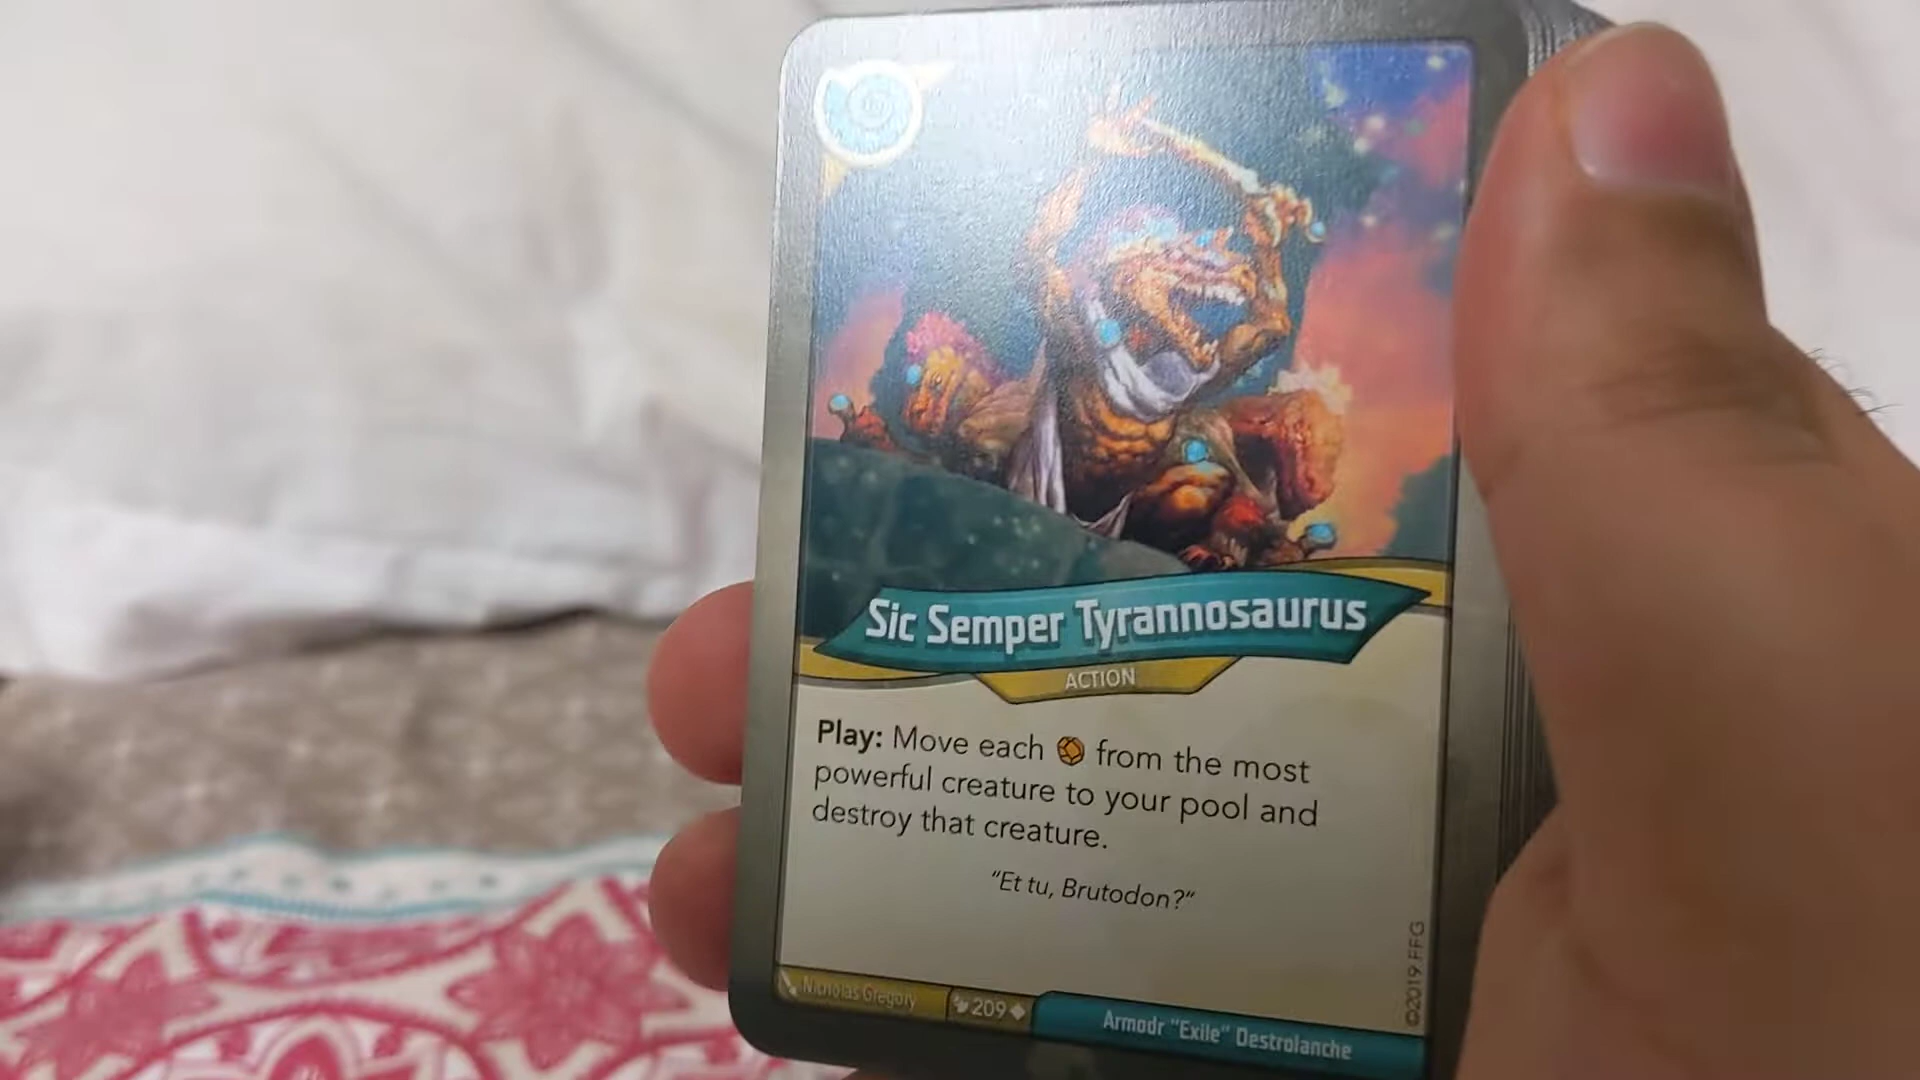 Sic Semper Tyrannosaurus
ACTION
Play: Move each from the most
powerful creature to your pool and
destroy that creature.
"Et tu, Brutodon?"
©2019 FFG
Nicholas Gregory
209
Armodr "Exile" Destrolanche